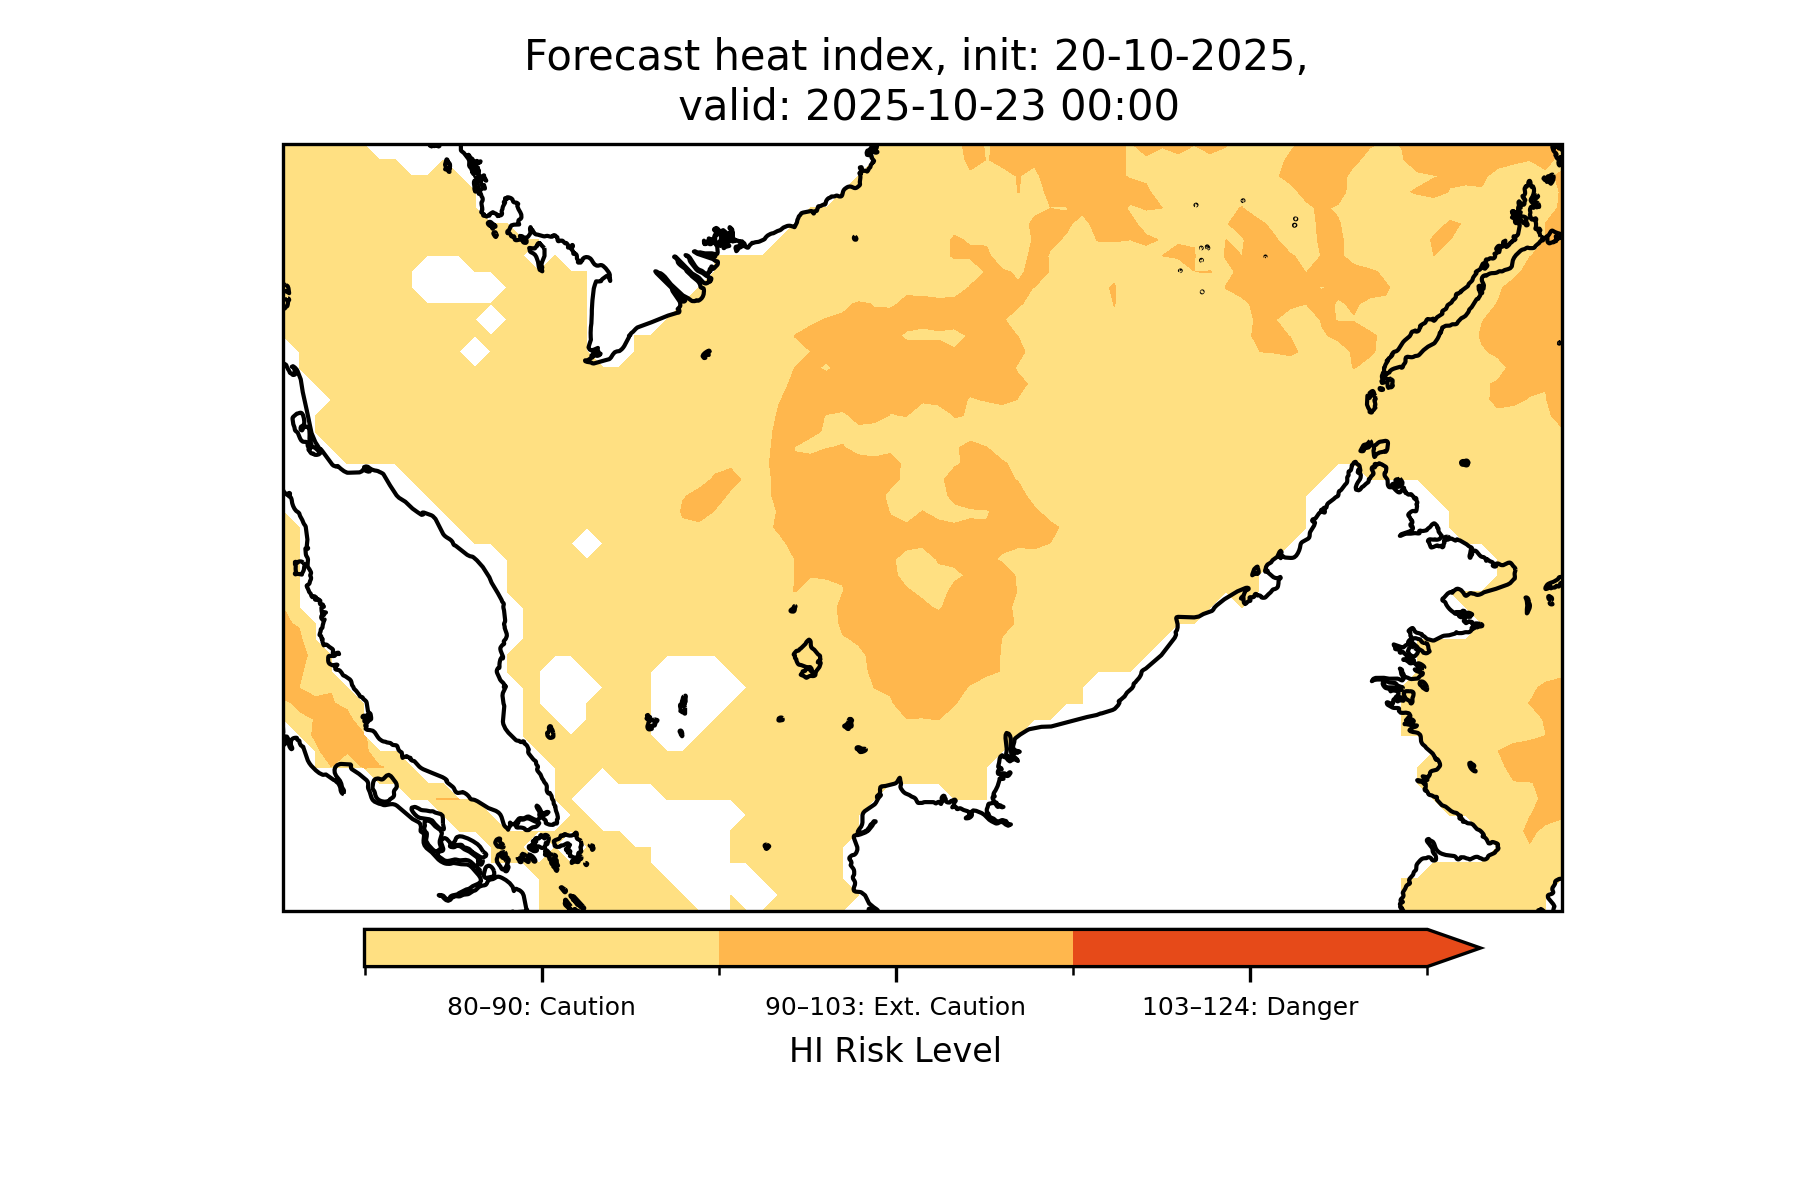 Forecast heat index, init: 20-10-2025,
valid: 2025-10-23 00:00
80–90: Caution
90–103: Ext. Caution
103–124: Danger
HI Risk Level